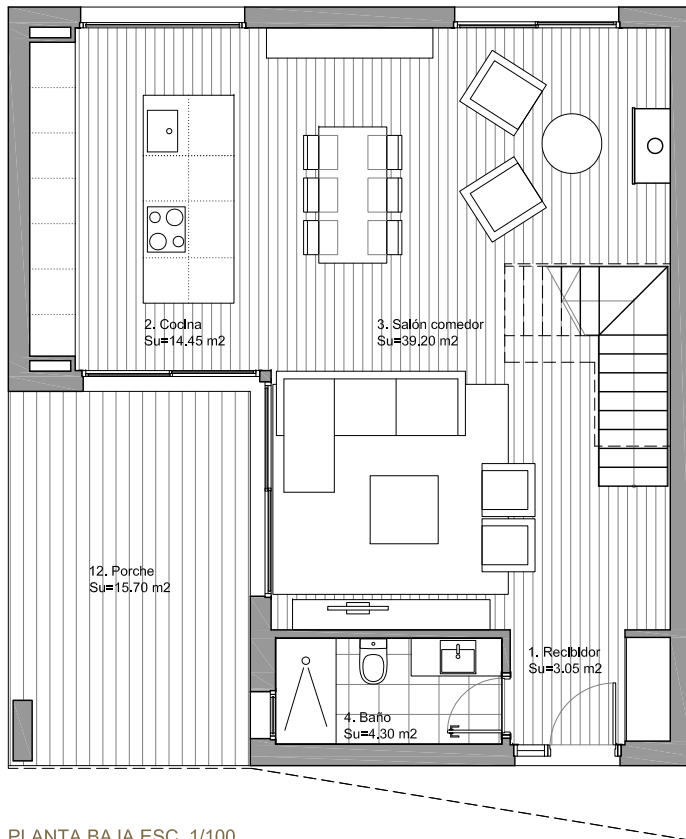 2. Cocina
Su=14.45 m2
3. Salón comedor
Su=39.20 m2
12. Porche
Su=15.70 m2
1. Recibidor
Su=3.05 m2
4. Baño
Su=4.30 m2
PLANTA BAJA ESC. 1/100